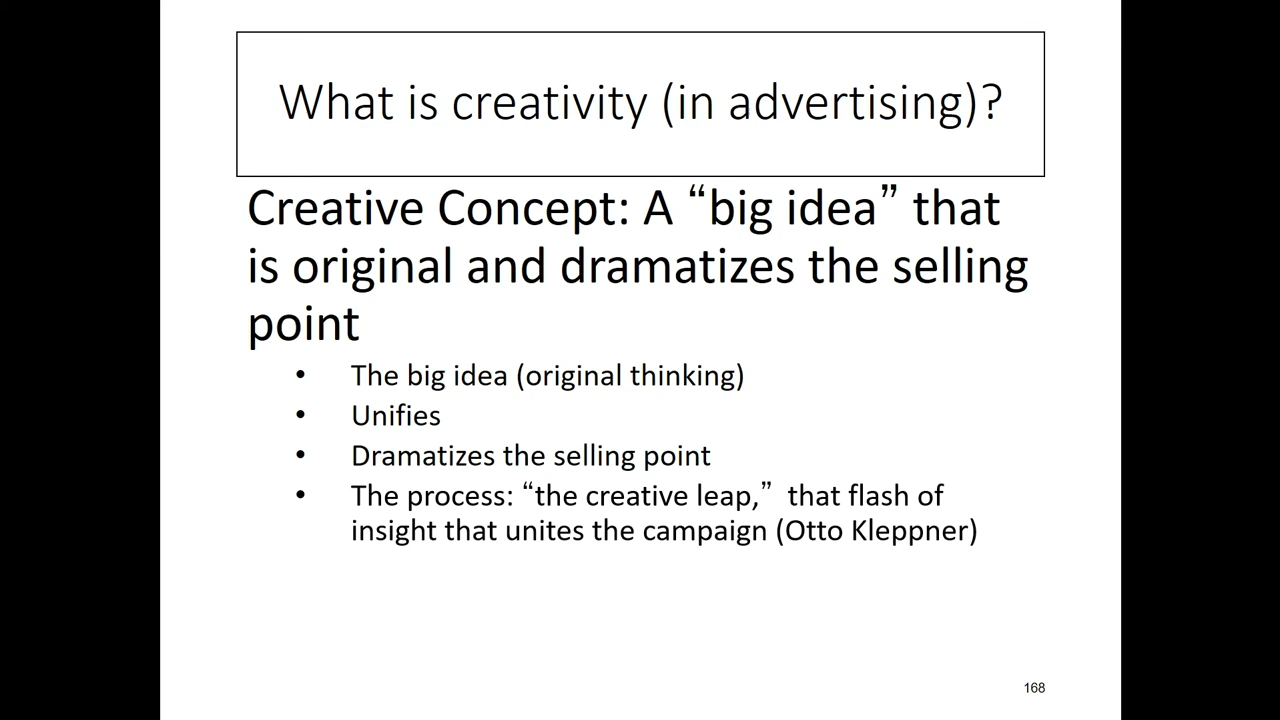 What is creativity (in advertising)?
Creative Concept: A “big idea” that
is original and dramatizes the selling
point
• The big idea (original thinking)
• Unifies
• Dramatizes the selling point
• The process: “the creative leap,” that flash of
insight that unites the campaign (Otto Kleppner)
168